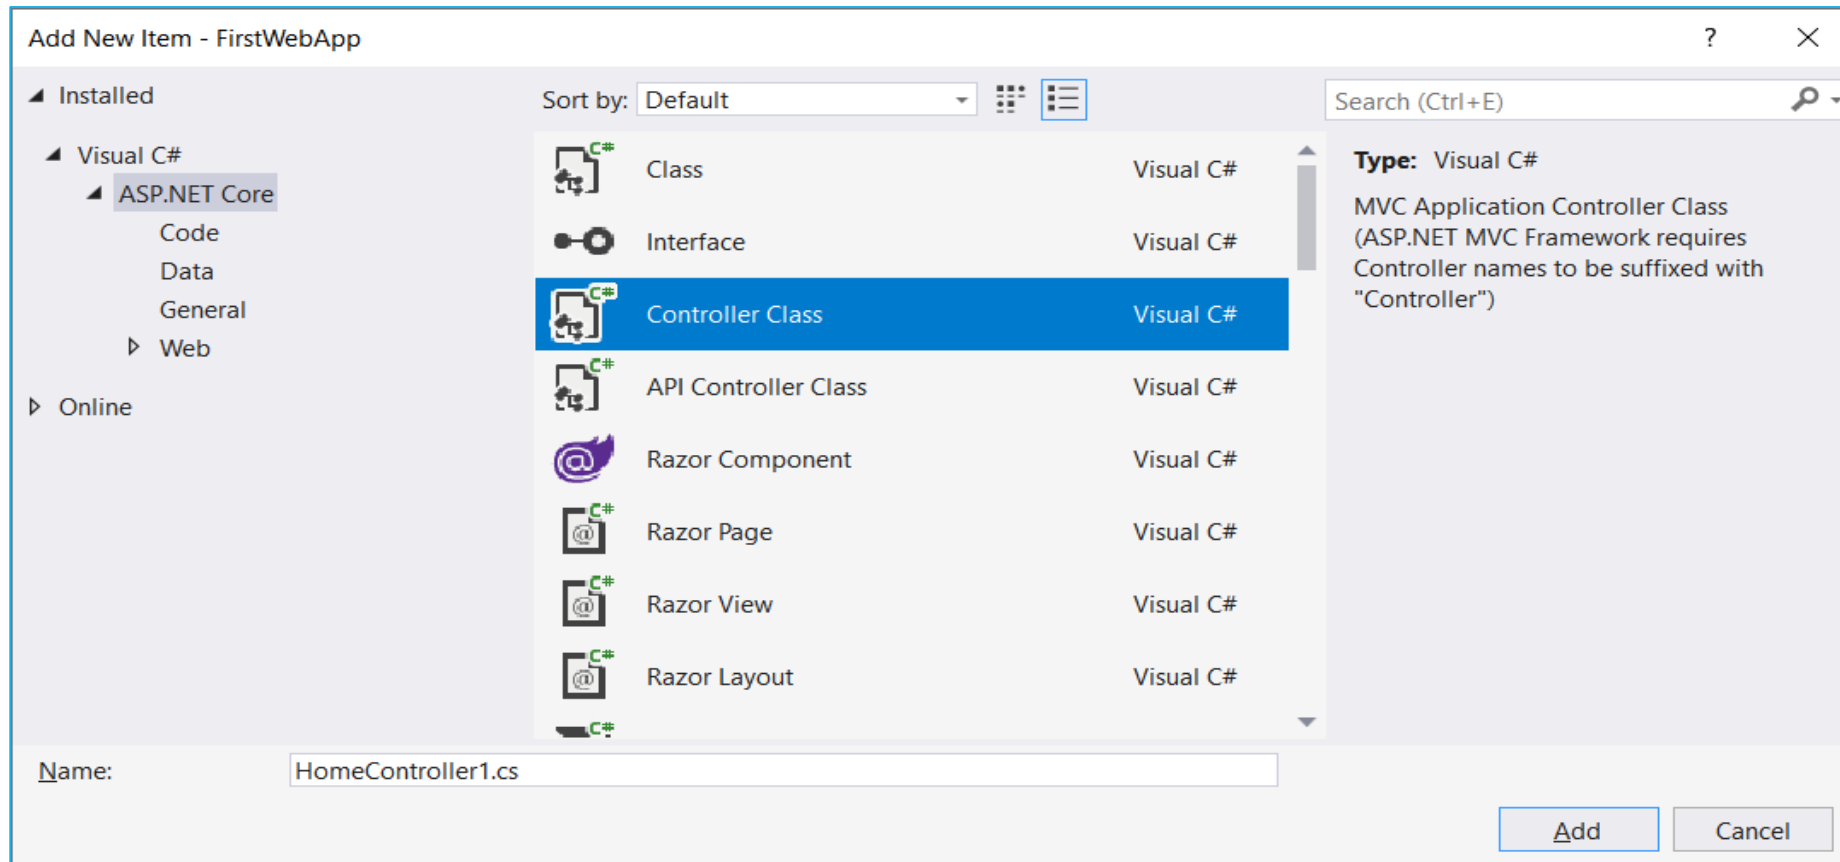 Add New Item - FirstWebApp
?
Installed
Sort by: Default
Search (Ctrl+E)
Visual C#
ASP.NET Core
Code
Data
General
Web
Online
C# Class Visual C#
Interface Visual C#
C# Controller Class Visual C#
C# API Controller Class Visual C#
@ Razor Component Visual C#
C# @ Razor Page Visual C#
C# @ Razor View Visual C#
C# @ Razor Layout Visual C#
C#
Type: Visual C#
MVC Application Controller Class
(ASP.NET MVC Framework requires
Controller names to be suffixed with
"Controller")
Name: HomeController1.cs
Add Cancel